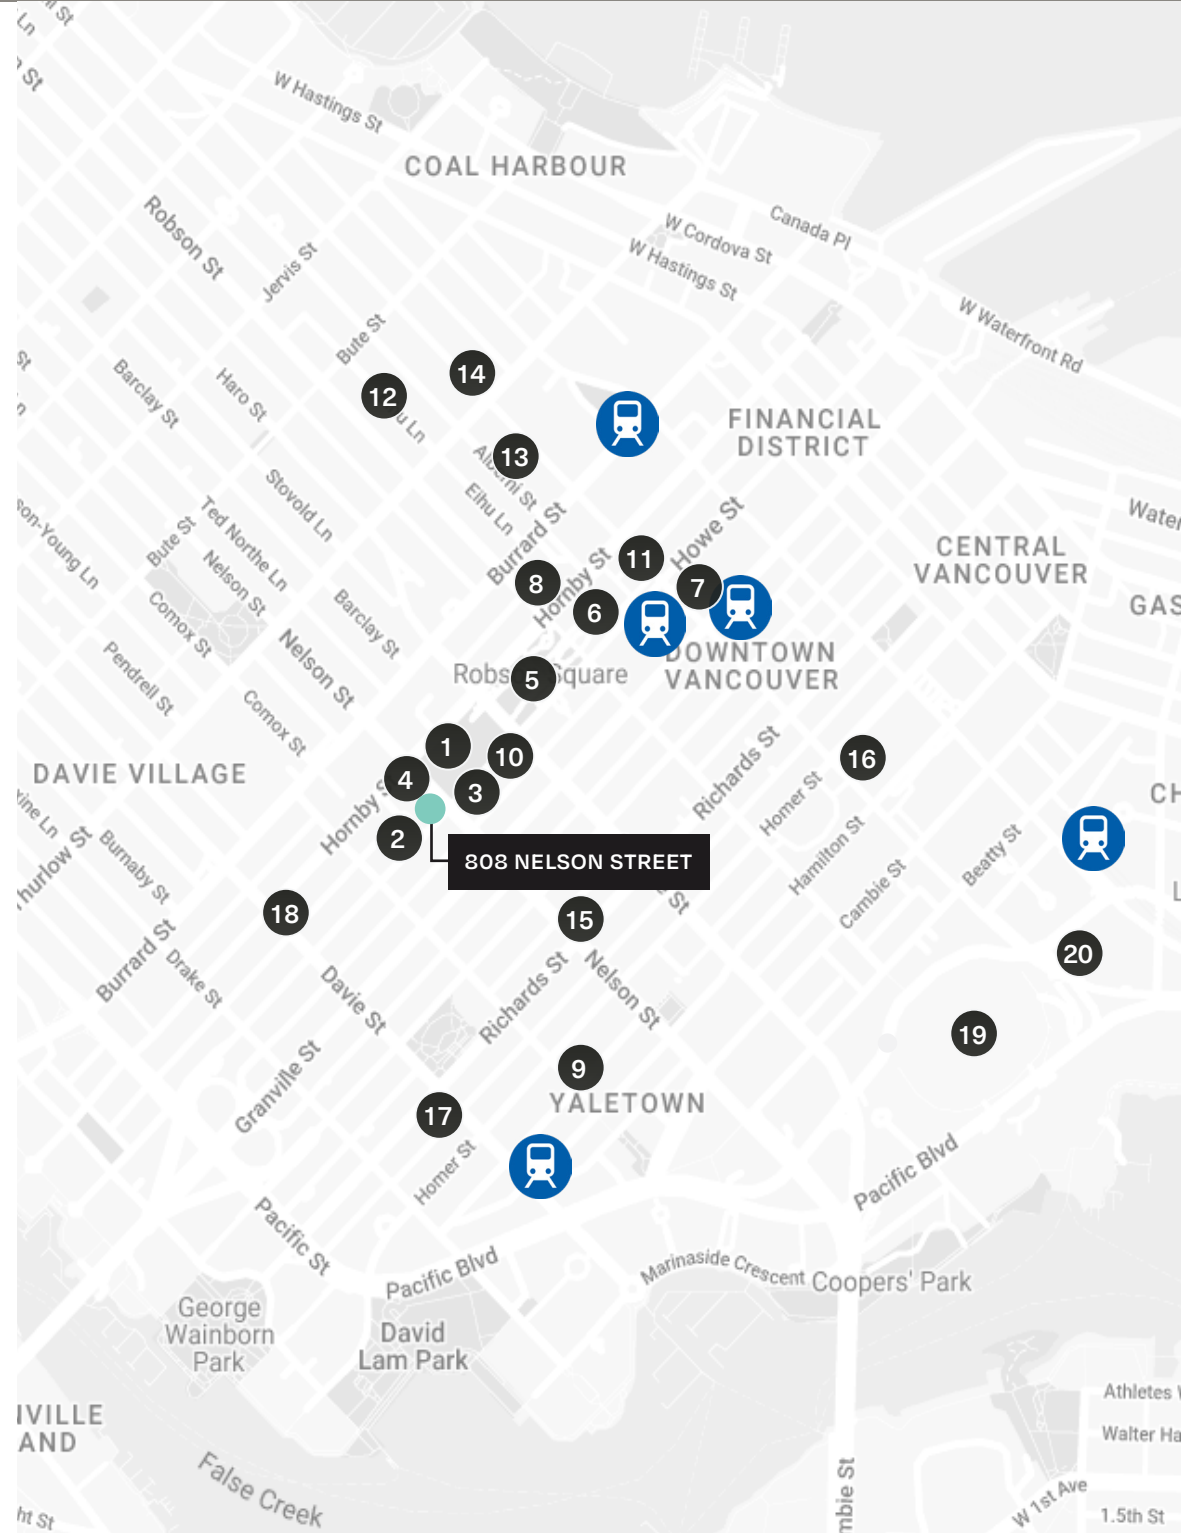 W Hastings St
COAL HARBOUR
Robson St
Jervis St
Canada Pl
W Cordova St
W Hastings St
W Waterfront Rd
Bute St
Barclay St
Haro St
14
12
FINANCIAL
DISTRICT
13
Alberni St
Elhu Ln
Stovold Ln
Burrard St
Howe St
Ted Northe Ln
Bute St
Nelson St
CENTRAL
VANCOUVER
11
8
Hornby St
7
6
Comox St
Barclay St
Pendrell St
Nelson St
DOWNTOWN
VANCOUVER
5
Comox St
1
10
16
Richards St
DAVIE VILLAGE
4
3
Homer St
Hornby
2
808 NELSON STREET
Hamilton St
Beatty St
Cambie St
Burnaby St
18
15
20
Burrard St
Drake St
Davie St
Richards St
Nelson St
19
9
YALETOWN
Granville St
17
Homer St
Pacific Blvd
Pacific St
Pacific Blvd
Marinaside Crescent
Coopers' Park
George
Wainborn
Park
David
Lam Park
Athletes
Walter
False Creek
W 1st Ave
1.5th St